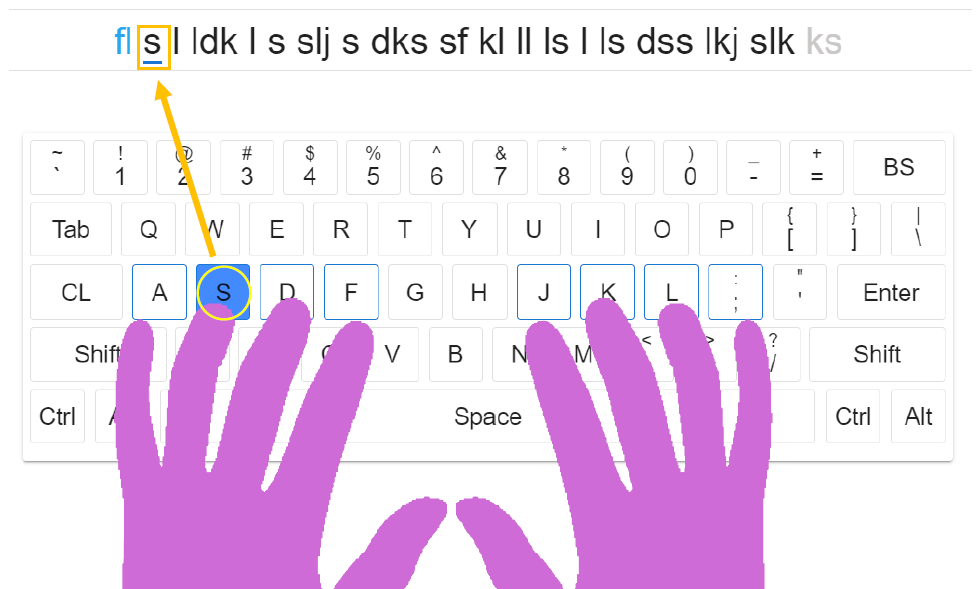 fl s l ldk l s slj s dks sf kl ll ls l ls dss lkj slk ks
~ ! @ # $ % ^ & * ( ) _ +
` 1 2 3 4 5 6 7 8 9 0 - = BS
Tab Q W E R T Y U I O P { [ } ] | \
CL A S D F G H J K L : ; " ' Enter
Shift V B N M < > ? / Shift
Ctrl Space Ctrl Alt